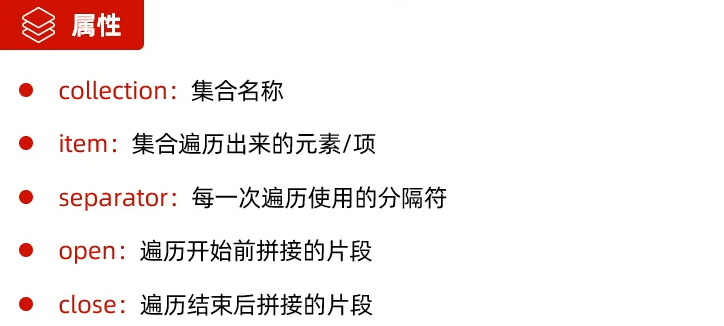 属性
collection：集合名称
item：集合遍历出来的元素/项
separator：每一次遍历使用的分隔符
open：遍历开始前拼接的片段
close：遍历结束后拼接的片段